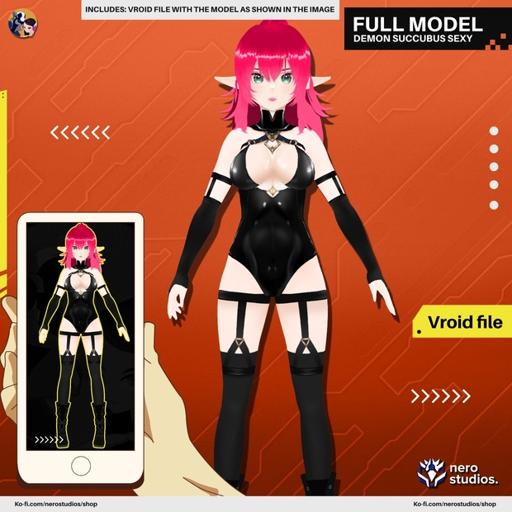 INCLUDES: VROID FILE WITH THE MODEL AS SHOWN IN THE IMAGE
FULL MODEL
DEMON SUCCUBUS SEXY
Vroid file
nero
studios.
Ko-fi.com/nerostudios/shop
Ko-fi.com/nerostudios/shop